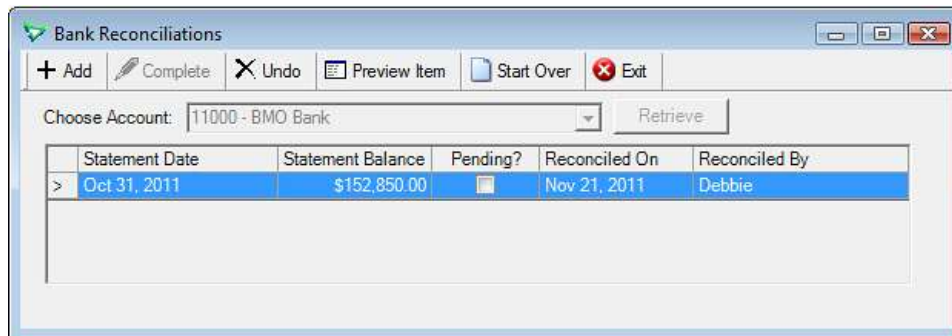 Bank Reconciliations
Add Complete Undo Preview Item Start Over Exit
Choose Account: 11000 - BMO Bank Retrieve
Statement Date Statement Balance Pending? Reconciled On Reconciled By
> Oct 31, 2011 $152,850.00 Nov 21, 2011 Debbie